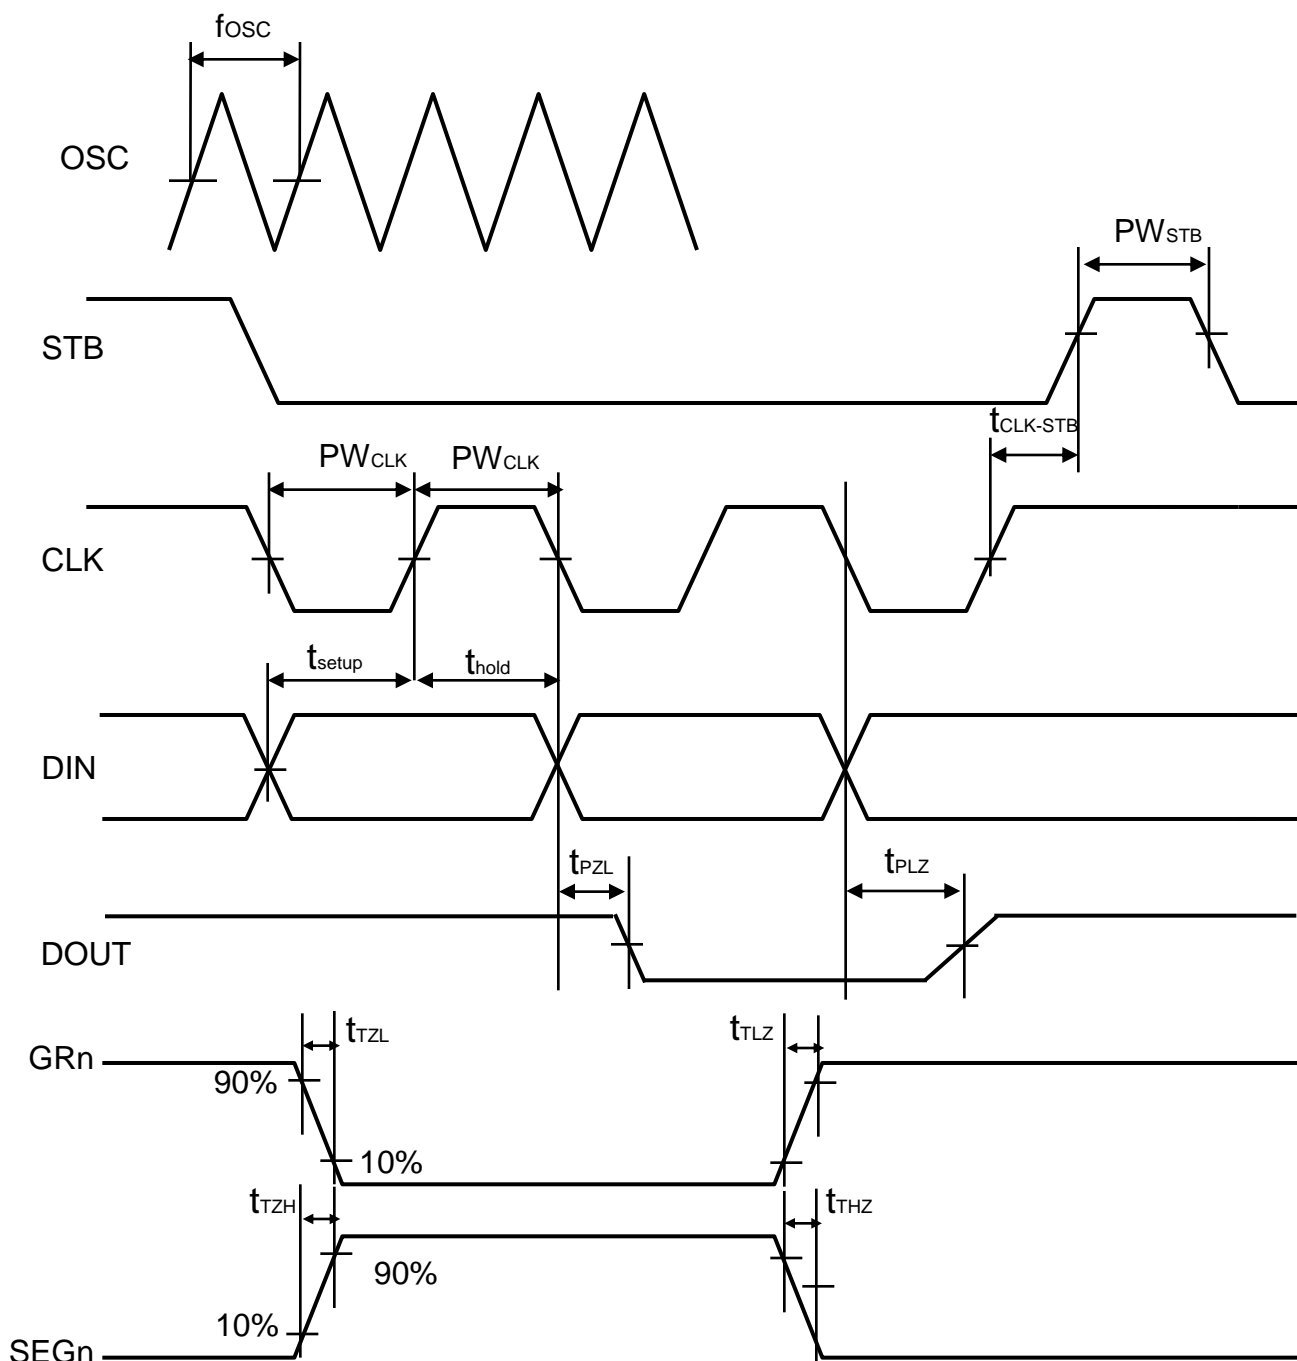 fOSC
OSC
PWSTB
STB
tCLK-STB
PWCLK PWCLK
CLK
tsetup thold
DIN
tPZL tPLZ
DOUT
tTZL tTLZ
GRn
90%
10%
tTZH tTHZ
90%
10%
SEGn